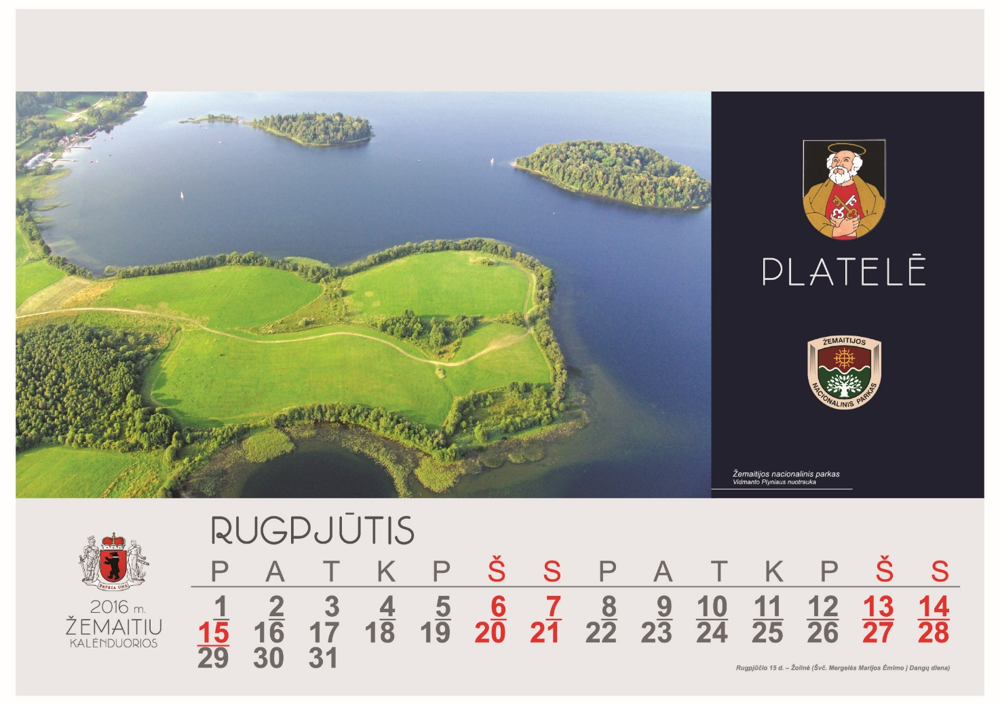 PLATELĖ
ŽEMAITIJOS
NACIONALINIS PARKAS
Žemaitijos nacionalinis parkas
Vidmanto Plyniaus nuotrauka
RUGPJŪTIS
P A T K P Š S P A T K P Š S
1 2 3 4 5 6 7 8 9 10 11 12 13 14
15 16 17 18 19 20 21 22 23 24 25 26 27 28
29 30 31
PATRIA UNA
2016 m.
ŽEMAITIU
KALĖNDUORIOS
Rugpjūčio 15 d. – Žolinė (Švč. Mergelės Marijos Ėmimo Į Dangų diena)